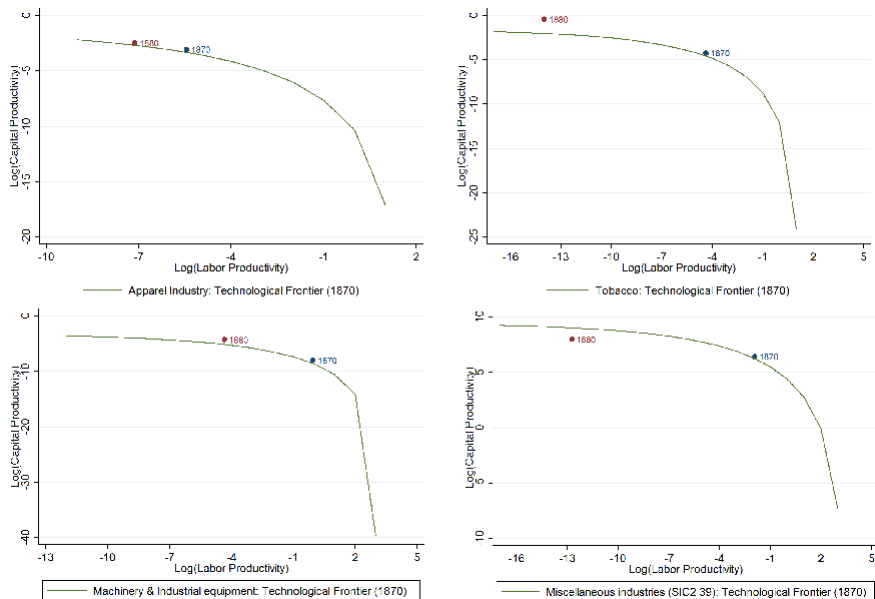 0
-5
-10
-15
-20
Log(Capital Productivity)
1880
1870
-10 -7 -4 -1 2
Log(Labor Productivity)
Apparel Industry: Technological Frontier (1870)
0
-5
-10
-15
-20
-25
Log(Capital Productivity)
1880
1870
-16 -13 -10 -7 -4 -1 2 5
Log(Labor Productivity)
Tobacco: Technological Frontier (1870)
0
-10
-20
-30
-40
Log(Capital Productivity)
1880
1870
-13 -10 -7 -4 -1 2 5
Log(Labor Productivity)
Machinery & Industrial equipment: Technological Frontier (1870)
10
5
0
5
10
Log(Capital Productivity)
1880
1870
-16 -13 -10 -7 -4 -1 2 5
Log(Labor Productivity)
Miscellaneous industries (SIC2 39): Technological Frontier (1870)